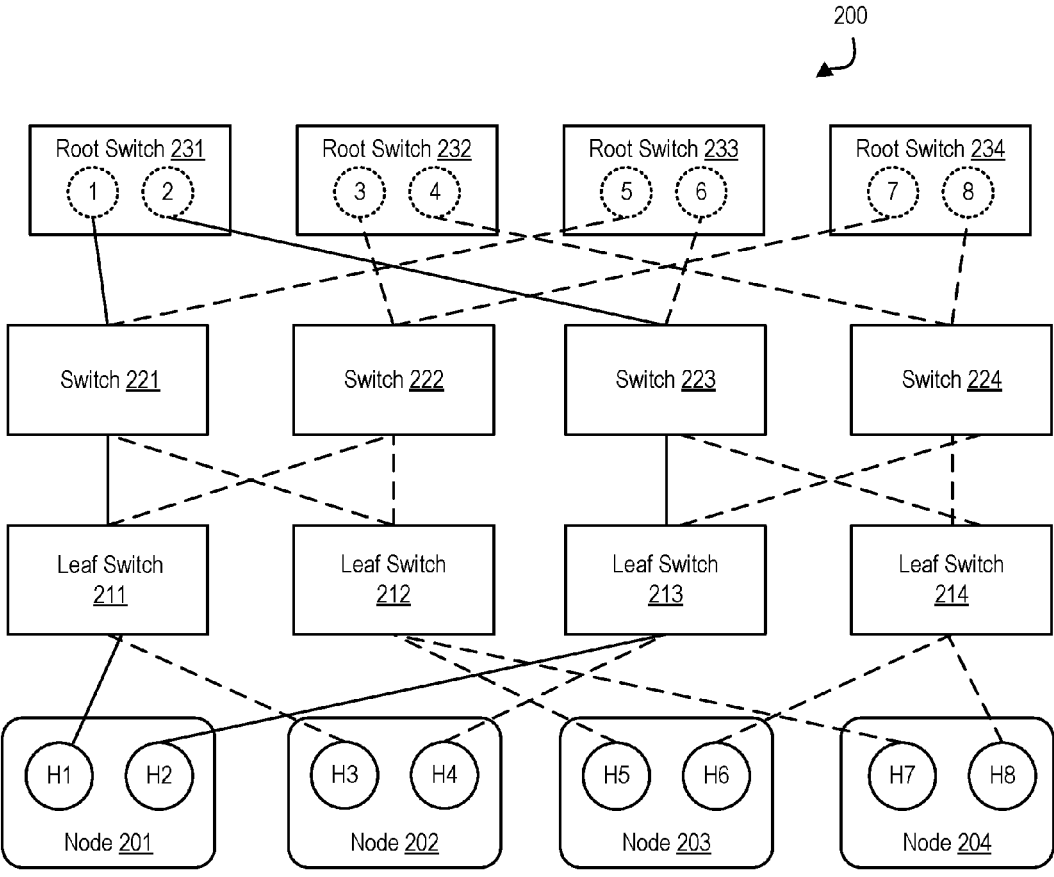 200
Root Switch 231
1 2
Root Switch 232
3 4
Root Switch 233
5 6
Root Switch 234
7 8
Switch 221
Switch 222
Switch 223
Switch 224
Leaf Switch
211
Leaf Switch
212
Leaf Switch
213
Leaf Switch
214
H1 H2
Node 201
H3 H4
Node 202
H5 H6
Node 203
H7 H8
Node 204